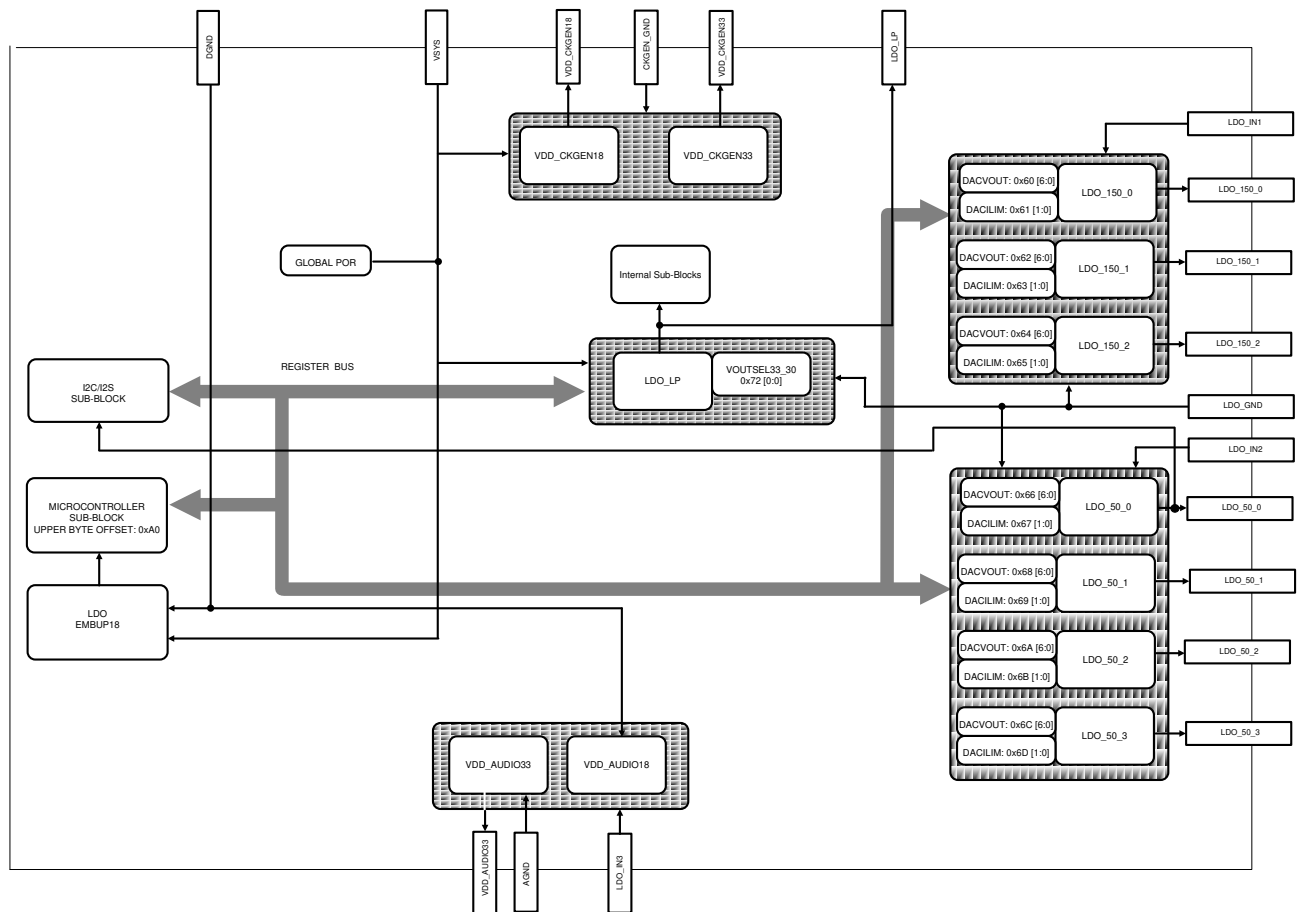 DGND
VSYS
VDD_CKGEN18
CKGEN_GND
VDD_CKGEN33
LDO_LP
LDO_IN1
VDD_CKGEN18
VDD_CKGEN33
DACVOUT: 0x60 [6:0]
DACILIM: 0x61 [1:0]
LDO_150_0
LDO_150_0
GLOBAL POR
Internal Sub-Blocks
DACVOUT: 0x62 [6:0]
DACILIM: 0x63 [1:0]
LDO_150_1
LDO_150_1
DACVOUT: 0x64 [6:0]
DACILIM: 0x65 [1:0]
LDO_150_2
LDO_150_2
REGISTER BUS
I2C/I2S
SUB-BLOCK
LDO_LP
VOUTSEL33_30
0x72 [0:0]
LDO_GND
LDO_IN2
MICROCONTROLLER
SUB-BLOCK
UPPER BYTE OFFSET: 0xA0
DACVOUT: 0x66 [6:0]
DACILIM: 0x67 [1:0]
LDO_50_0
LDO_50_0
LDO
EMBUP18
DACVOUT: 0x68 [6:0]
DACILIM: 0x69 [1:0]
LDO_50_1
LDO_50_1
DACVOUT: 0x6A [6:0]
DACILIM: 0x6B [1:0]
LDO_50_2
LDO_50_2
DACVOUT: 0x6C [6:0]
DACILIM: 0x6D [1:0]
LDO_50_3
LDO_50_3
VDD_AUDIO33
VDD_AUDIO18
VDD_AUDIO33
AGND
LDO_IN3